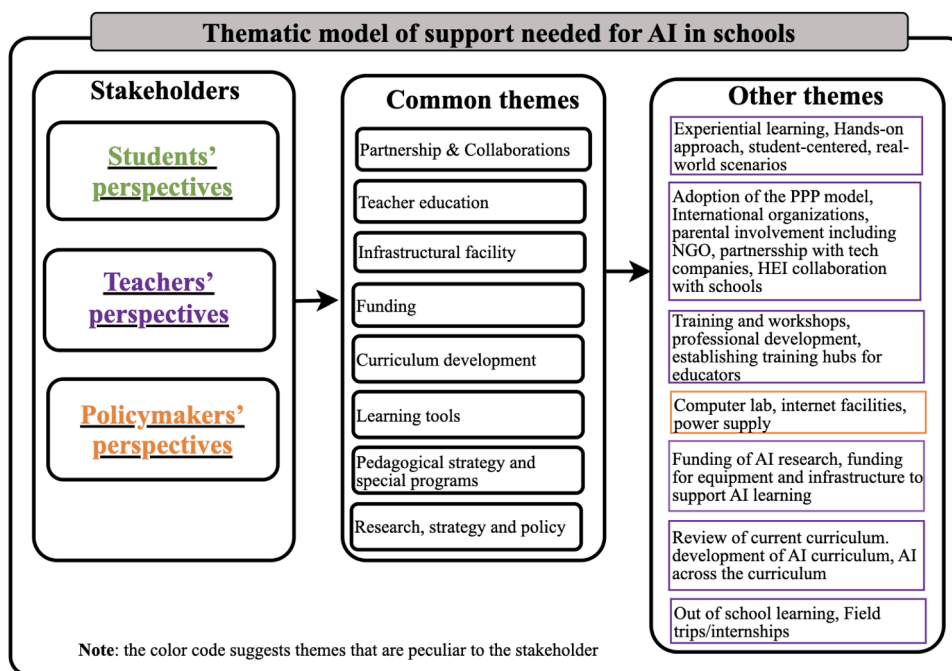 Thematic model of support needed for AI in schools
Stakeholders
Students’
perspectives
Teachers’
perspectives
Policymakers’
perspectives
Common themes
Partnership & Collaborations
Teacher education
Infrastructural facility
Funding
Curriculum development
Learning tools
Pedagogical strategy and
special programs
Research, strategy and policy
Other themes
Experiential learning, Hands-on
approach, student-centered, real-
world scenarios
Adoption of the PPP model,
International organizations,
parental involvement including
NGO, partnersship with tech
companies, HEI collaboration
with schools
Training and workshops,
professional development,
establishing training hubs for
educators
Computer lab, internet facilities,
power supply
Funding of AI research, funding
for equipment and infrastructure to
support AI learning
Review of current curriculum.
development of AI curriculum, AI
across the curriculum
Out of school learning, Field
trips/internships
Note: the color code suggests themes that are peculiar to the stakeholder